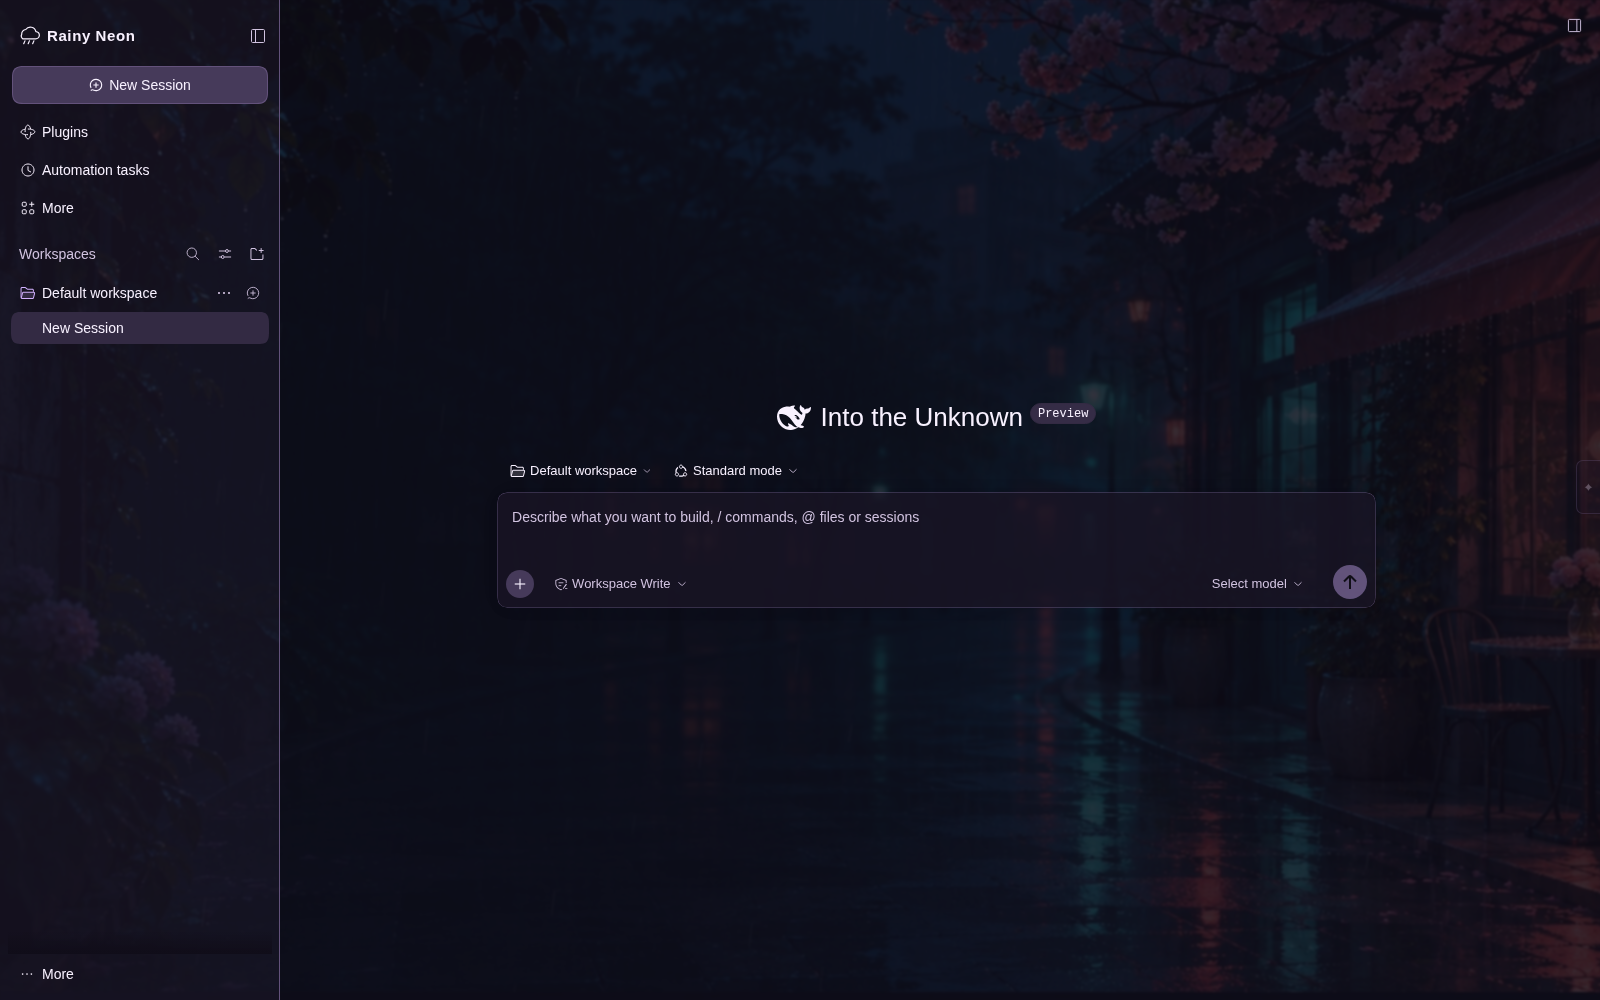 Rainy Neon
New Session
Plugins
Automation tasks
More
Workspaces
Default workspace
New Session
More
Into the Unknown Preview
Default workspace Standard mode
Describe what you want to build, / commands, @ files or sessions
Workspace Write Select model